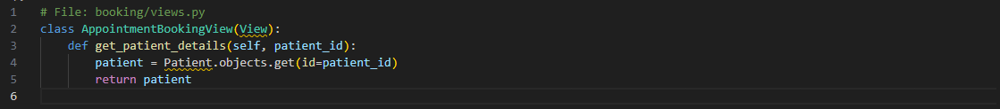 1 # File: booking/views.py
2 class AppointmentBookingView(View):
3     def get_patient_details(self, patient_id):
4         patient = Patient.objects.get(id=patient_id)
5         return patient
6